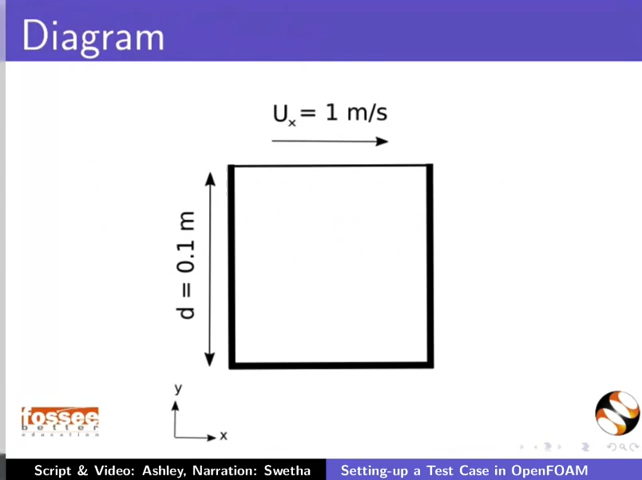 Diagram
Uₓ = 1 m/s
d = 0.1 m
y
x
fossee
better
education
Script & Video: Ashley, Narration: Swetha
Setting-up a Test Case in OpenFOAM